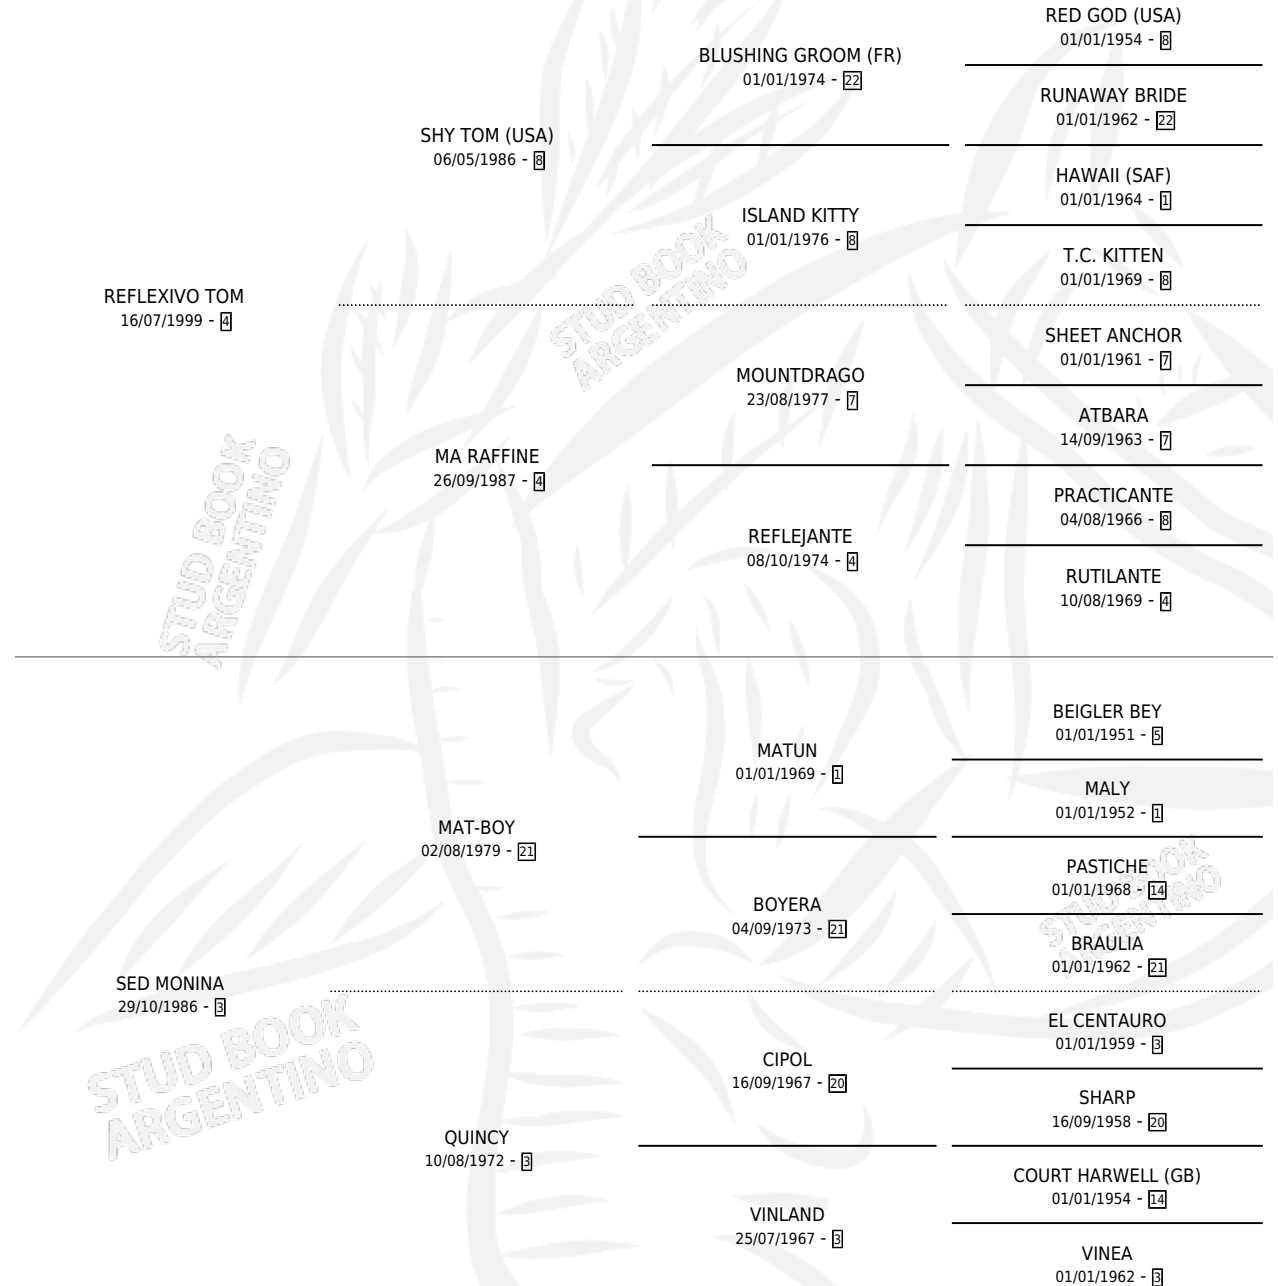 RED GOD (USA)
01/01/1954 - 8
BLUSHING GROOM (FR)
01/01/1974 - 22
RUNAWAY BRIDE
01/01/1962 - 22
SHY TOM (USA)
06/05/1986 - 8
HAWAII (SAF)
01/01/1964 - 1
ISLAND KITTY
01/01/1976 - 8
T.C. KITTEN
01/01/1969 - 8
REFLEXIVO TOM
16/07/1999 - 4
SHEET ANCHOR
01/01/1961 - 7
MOUNTDRAGO
23/08/1977 - 7
ATBARA
14/09/1963 - 7
MA RAFFINE
26/09/1987 - 4
PRACTICANTE
04/08/1966 - 8
REFLEJANTE
08/10/1974 - 4
RUTILANTE
10/08/1969 - 4
STUD BOOK
ARGENTINO
STUD BOOK
ARGENTINO
BEIGLER BEY
01/01/1951 - 5
MATUN
01/01/1969 - 1
MALY
01/01/1952 - 1
MAT-BOY
02/08/1979 - 21
PASTICHE
01/01/1968 - 14
BOYERA
04/09/1973 - 21
BRAULIA
01/01/1962 - 21
STUD BOOK
ARGENTINO
SED MONINA
29/10/1986 - 3
EL CENTAURO
01/01/1959 - 3
CIPOL
16/09/1967 - 20
SHARP
16/09/1958 - 20
STUD BOOK
ARGENTINO
QUINCY
10/08/1972 - 3
COURT HARWELL (GB)
01/01/1954 - 14
VINLAND
25/07/1967 - 3
VINEA
01/01/1962 - 3